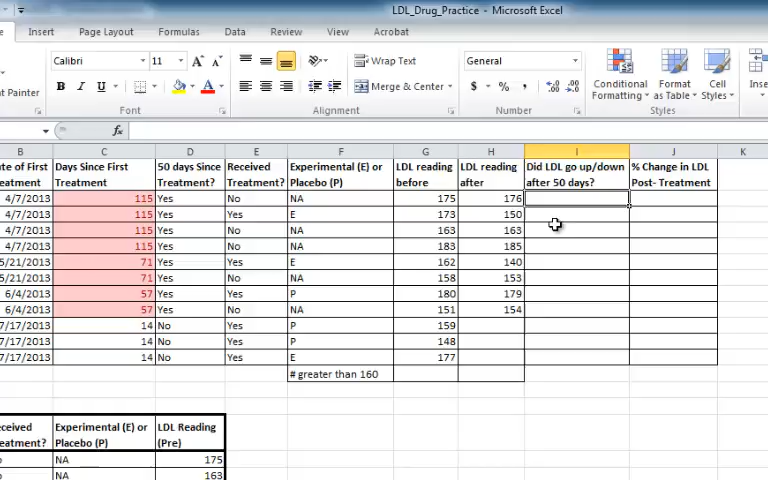 LDL_Drug_Practice - Microsoft Excel
Insert Page Layout Formulas Data Review View Acrobat
Calibri 11 A A Wrap Text General Conditional Formatting Format as Table Cell Styles
Painter B I U A Merge & Center $ % , .0 .00 .00 .0
Font Alignment Number Styles
fx
B C D E F G H I J K
Days Since First Treatment 50 days Since Treatment? Received Treatment? Experimental (E) or Placebo (P) LDL reading before LDL reading after Did LDL go up/down after 50 days? % Change in LDL Post- Treatment
4/7/2013 115 Yes No NA 175 176
4/7/2013 115 Yes Yes E 173 150
4/7/2013 115 Yes No NA 163 163
4/7/2013 115 Yes No NA 183 185
5/21/2013 71 Yes Yes E 162 140
5/21/2013 71 Yes No NA 158 153
6/4/2013 57 Yes Yes P 180 179
6/4/2013 57 Yes No NA 151 154
7/17/2013 14 No Yes P 159
7/17/2013 14 No Yes P 148
7/17/2013 14 No Yes E 177
# greater than 160
Experimental (E) or LDL Reading
Placebo (P) (Pre)
NA 175
NA 163